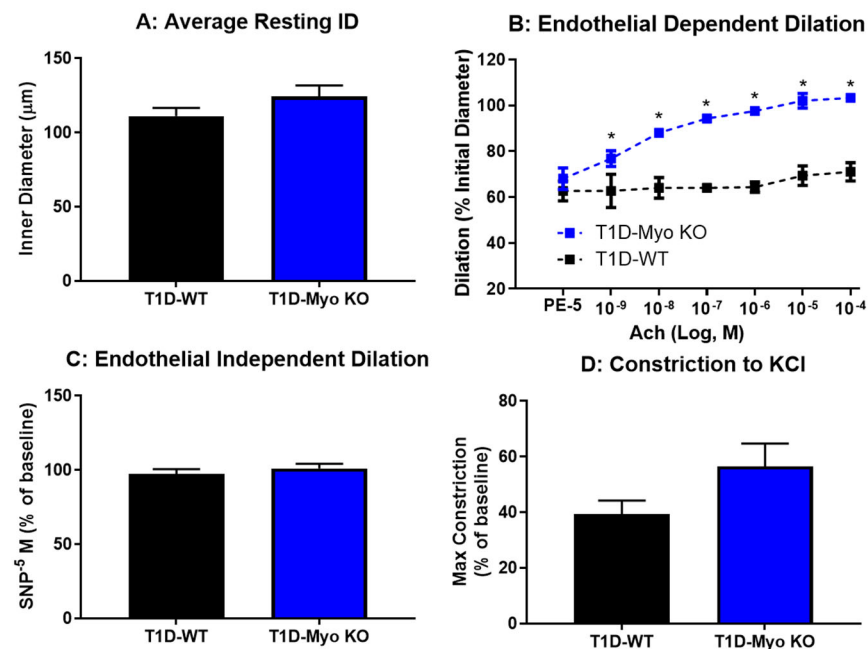 A: Average Resting ID
Inner Diameter (μm)
150
100
50
0
T1D-WT
T1D-Myo KO
B: Endothelial Dependent Dilation
Dilation (% Initial Diameter)
120
100
80
60
40
20
* * * * * *
T1D-Myo KO
T1D-WT
PE-5 10⁻⁹ 10⁻⁸ 10⁻⁷ 10⁻⁶ 10⁻⁵ 10⁻⁴
Ach (Log, M)
C: Endothelial Independent Dilation
SNP⁻⁵ M (% of baseline)
150
100
50
0
T1D-WT
T1D-Myo KO
D: Constriction to KCl
Max Constriction
(% of baseline)
80
60
40
20
0
T1D-WT
T1D-Myo KO